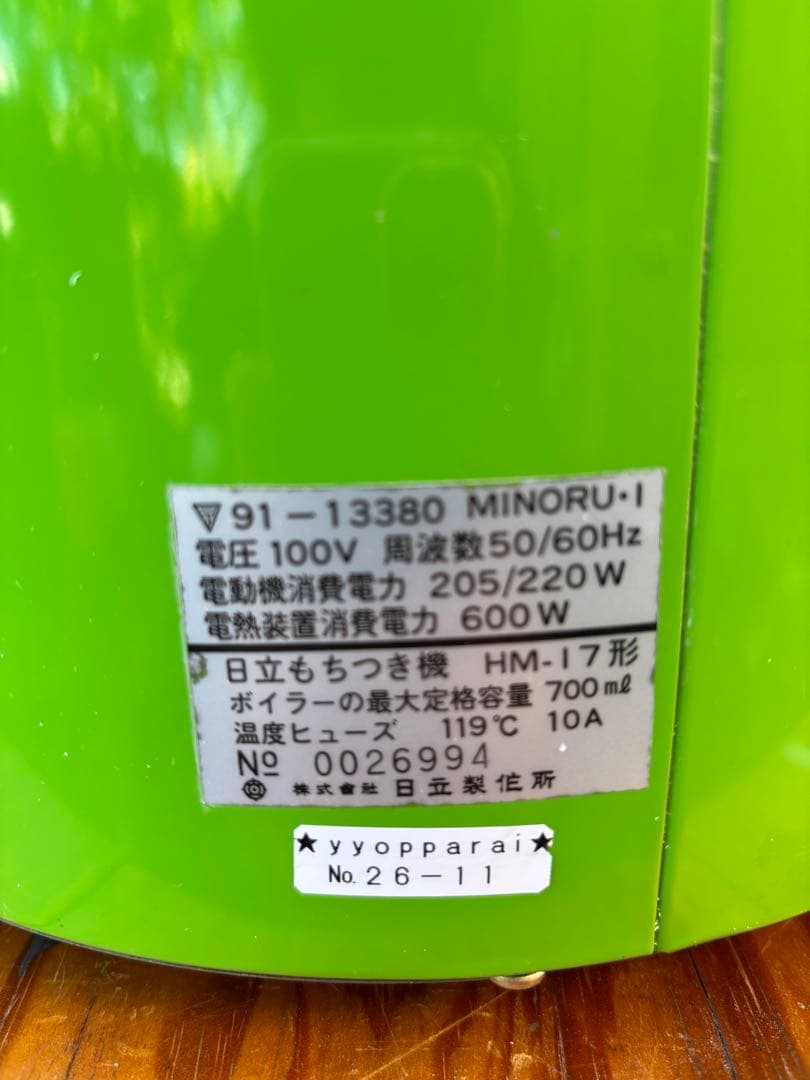 ▽91-13380 MINORU・I
電圧 100V 周波数50/60Hz
電動機消費電力 205/220W
電熱装置消費電力 600W
日立もちつき機 HM-17形
ボイラーの最大定格容量 700ml
温度ヒューズ 119℃ 10A
No 0026994
株式會社 日立製作所
★yyopparai★
No. 26-11